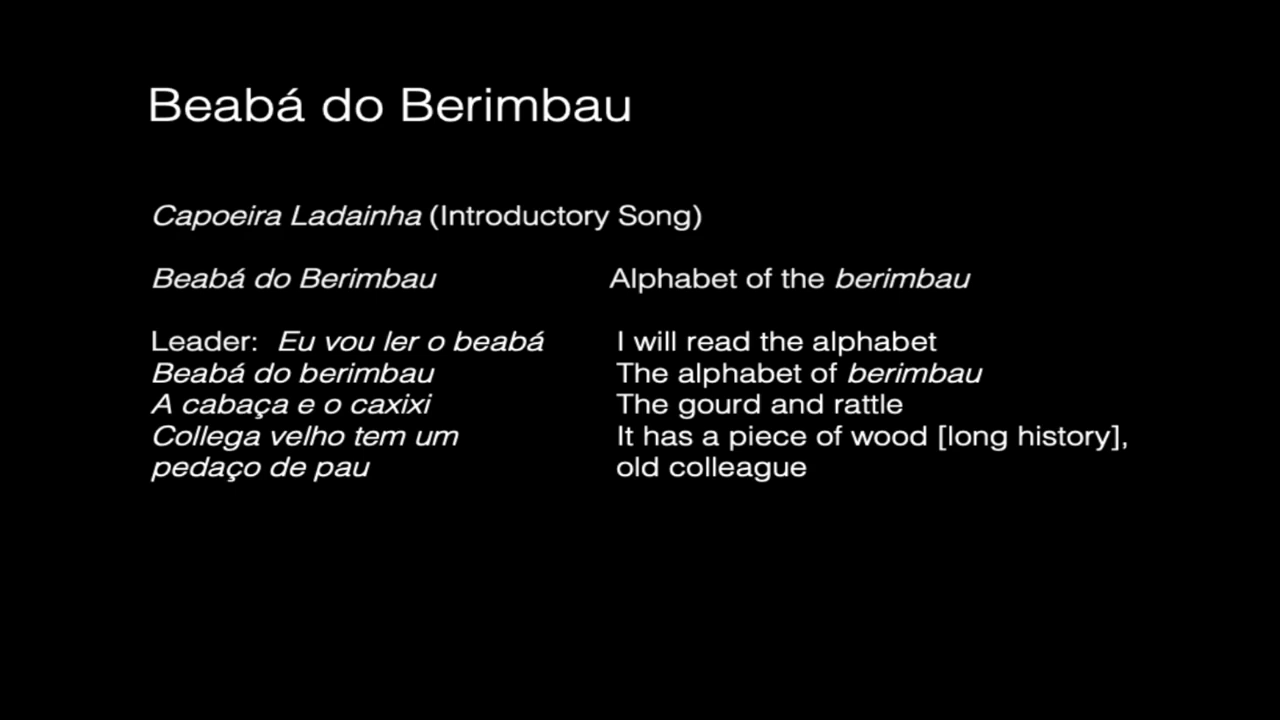 Beabá do Berimbau
Capoeira Ladainha (Introductory Song)
Beabá do Berimbau Alphabet of the berimbau
Leader: Eu vou ler o beabá I will read the alphabet
Beabá do berimbau The alphabet of berimbau
A cabaça e o caxixi The gourd and rattle
Collega velho tem um It has a piece of wood [long history],
pedaço de pau old colleague